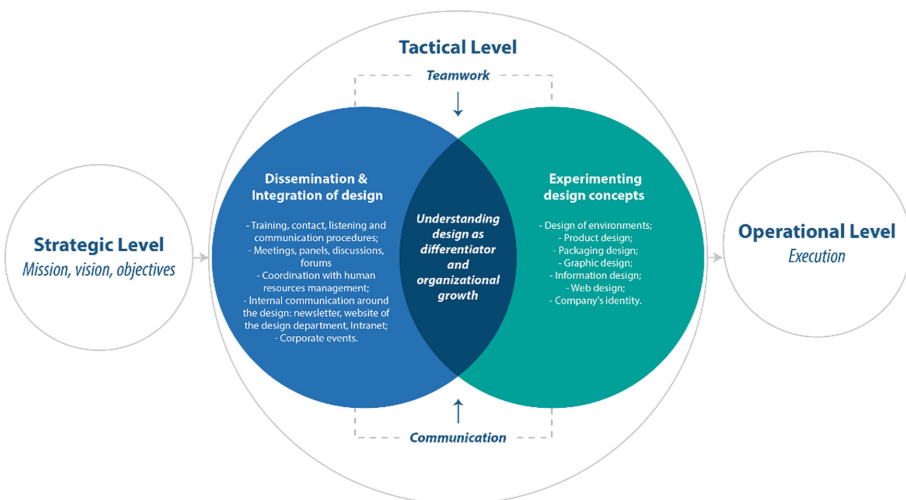 Tactical Level
Teamwork
Strategic Level
Mission, vision, objectives
Dissemination &
Integration of design
- Training, contact, listening and
communication procedures;
- Meetings, panels, discussions,
forums
- Coordination with human
resources management;
- Internal communication around
the design: newsletter, website of
the design department, Intranet;
- Corporate events.
Understanding
design as
differentiator
and
organizational
growth
Experimenting
design concepts
- Design of environments;
- Product design;
- Packaging design;
- Graphic design;
- Information design;
- Web design;
- Company's identity.
Operational Level
Execution
Communication